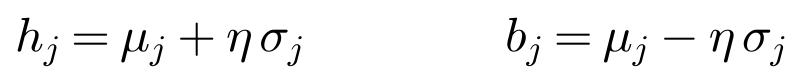 h_j = μ_j + η σ_j b_j = μ_j − η σ_j